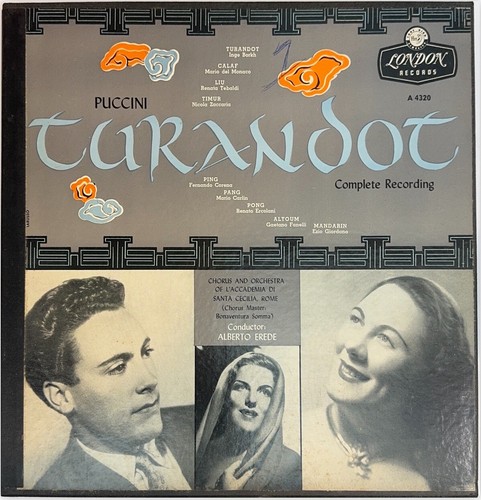 TURANDOT
Inge Borkh
CALAF
Mario del Monaco
LIU
Renata Tebaldi
TIMUR
Nicola Zaccaria
LONDON
RECORDS
A 4320
PUCCINI
TURANDOT
Complete Recording
PING
Fernando Corena
PANG
Mario Carlin
PONG
Renato Ercolani
ALTOUM
Gaetano Fanelli
MANDARIN
Ezio Giordano
CHORUS AND ORCHESTRA
OF L'ACCADEMIA DI
SANTA CECILIA, ROME
(Chorus Master:
Bonaventura Somma)
Conductor:
ALBERTO EREDE